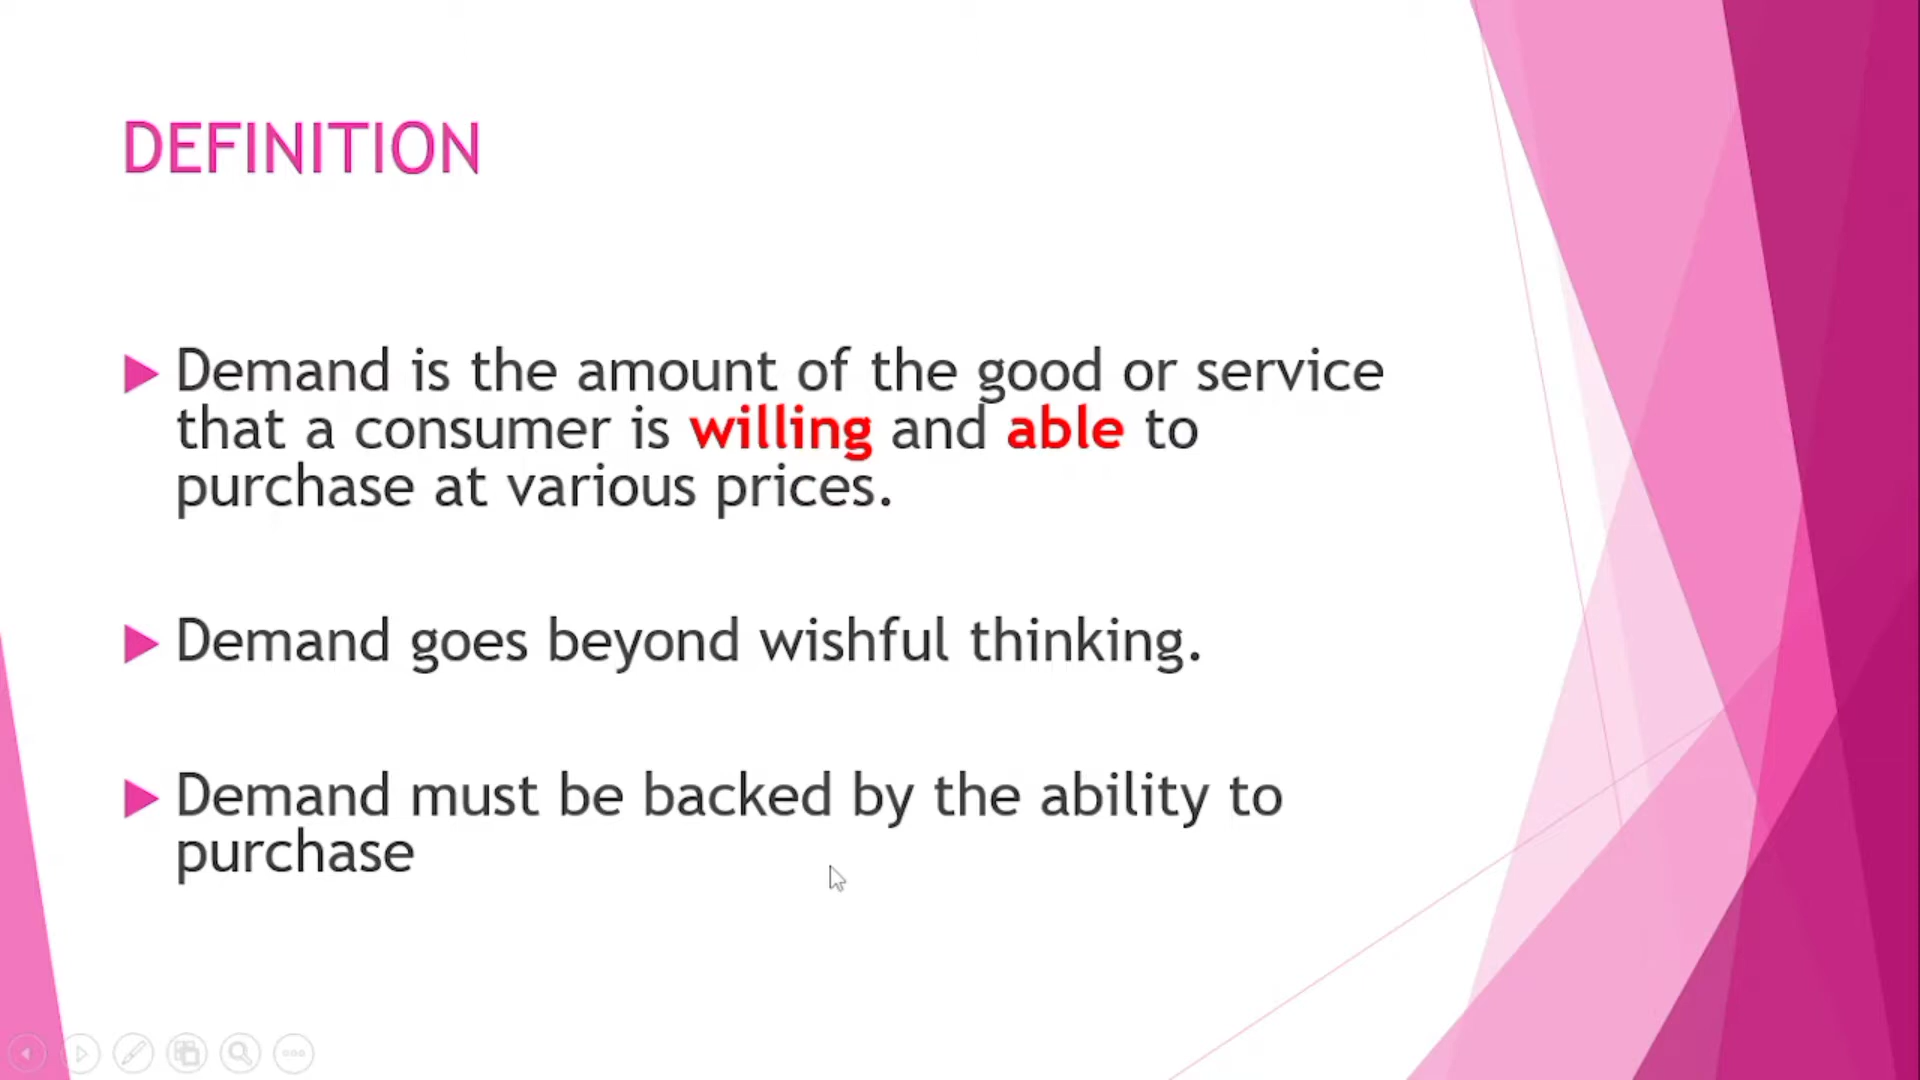 DEFINITION
Demand is the amount of the good or service
that a consumer is willing and able to
purchase at various prices.
Demand goes beyond wishful thinking.
Demand must be backed by the ability to
purchase